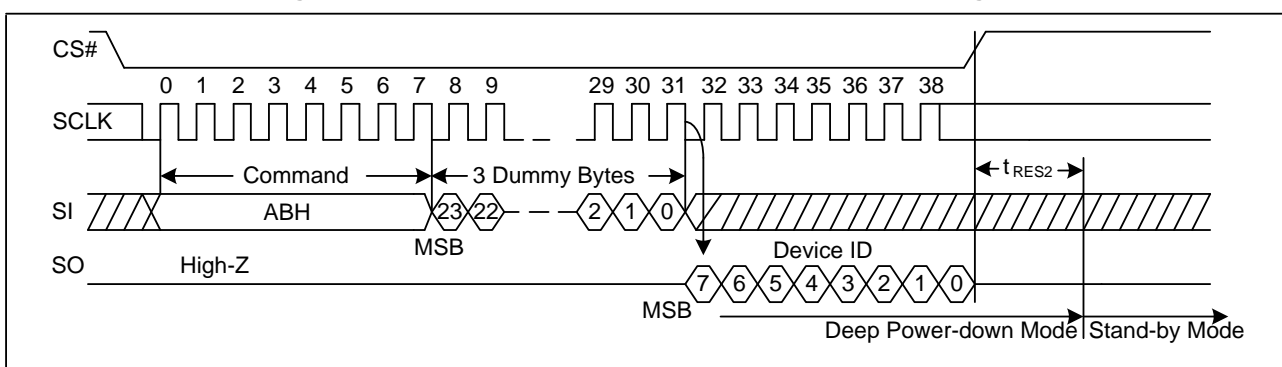 CS#
0 1 2 3 4 5 6 7 8 9 29 30 31 32 33 34 35 36 37 38
SCLK
Command 3 Dummy Bytes tRES2
SI ABH 23 22 2 1 0
MSB
SO High-Z Device ID
7 6 5 4 3 2 1 0
MSB
Deep Power-down Mode Stand-by Mode